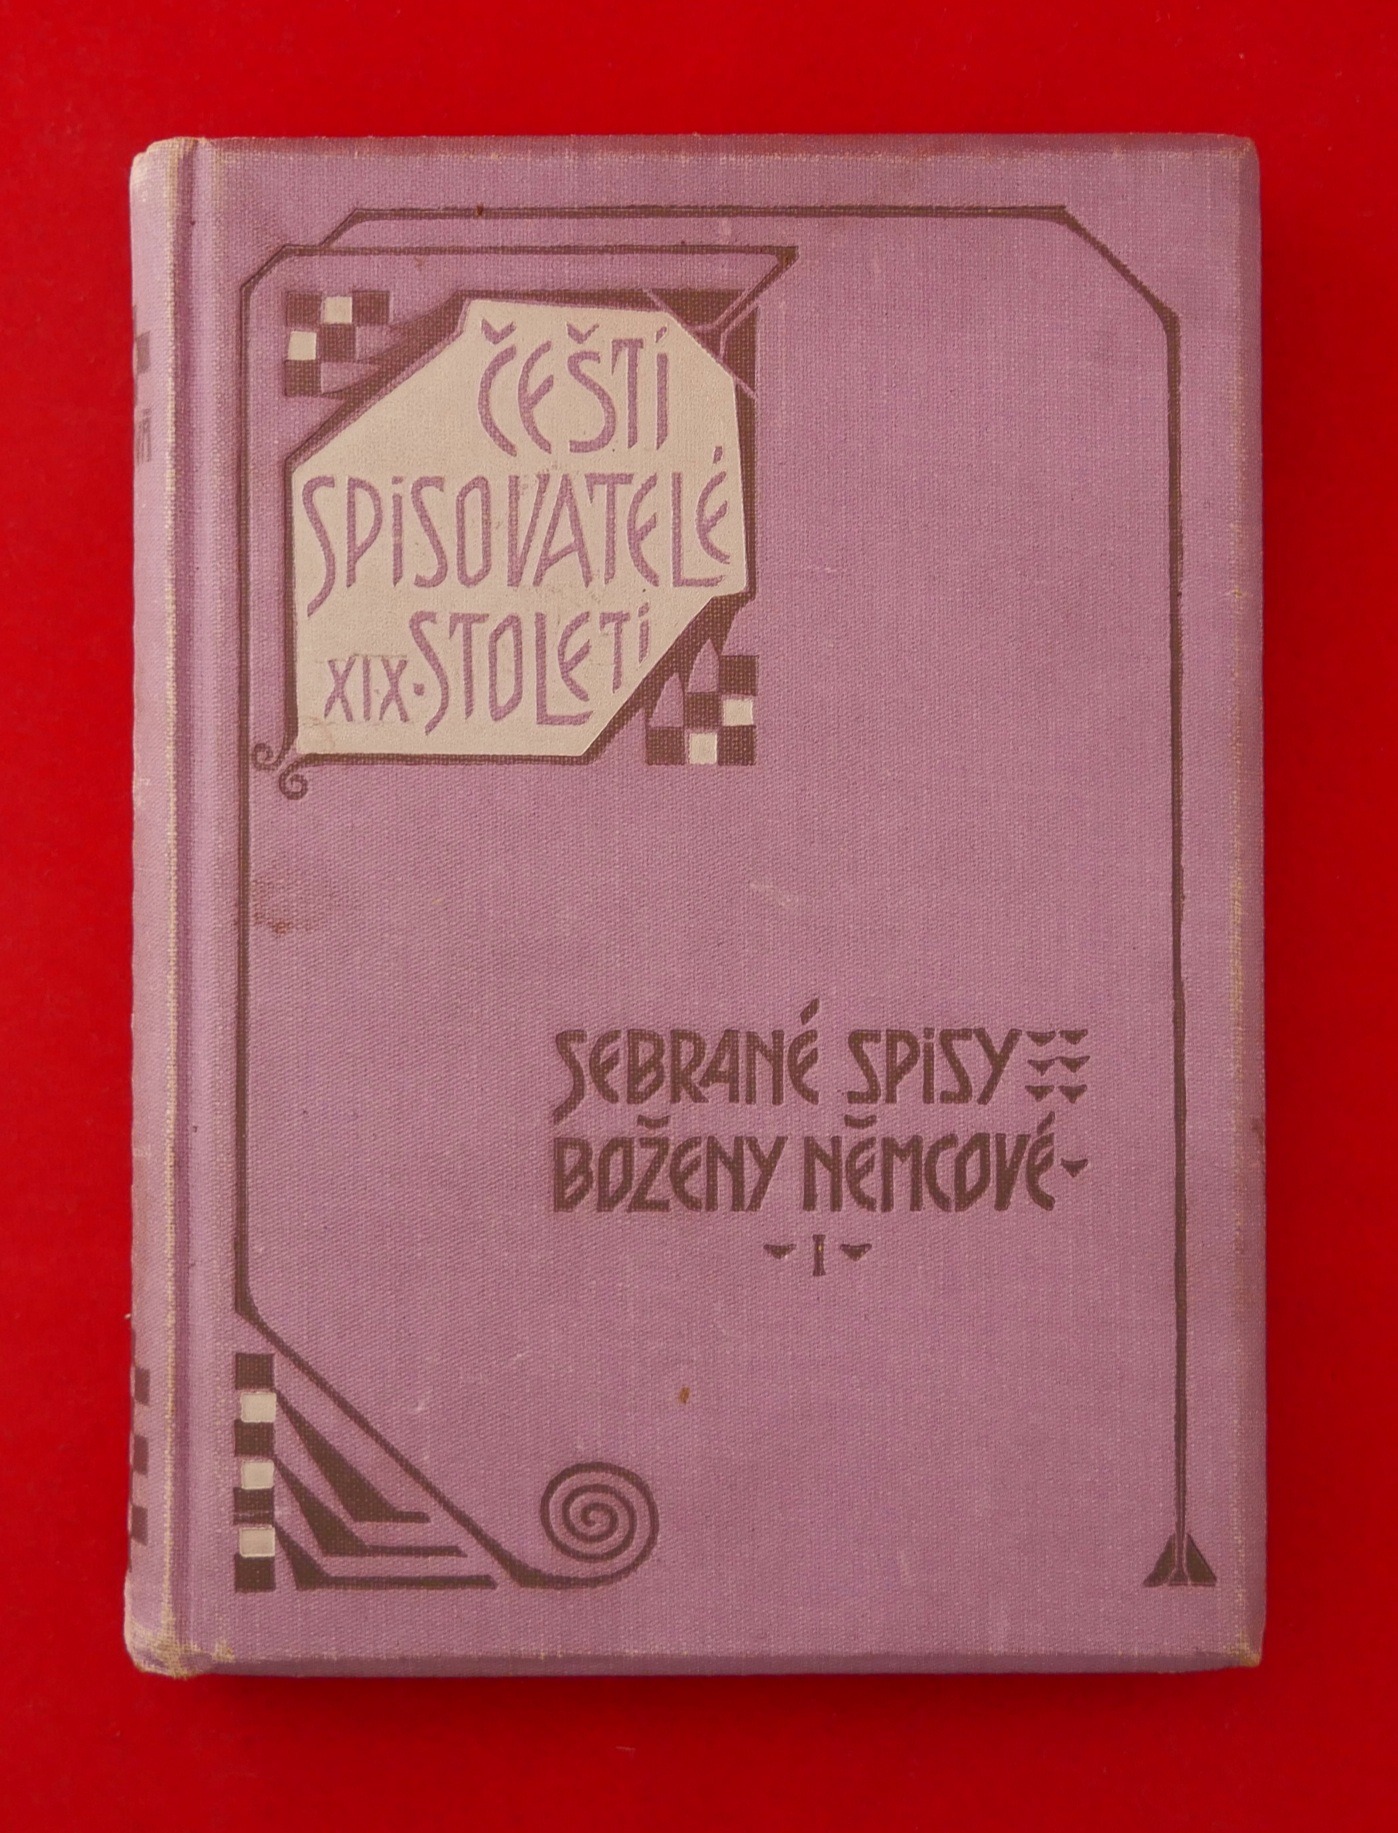 ČEŠTÍ
SPISOVATELÉ
XIX·STOLETÍ
SEBRANÉ SPISY
BOŽENY NĚMCOVÉ
I